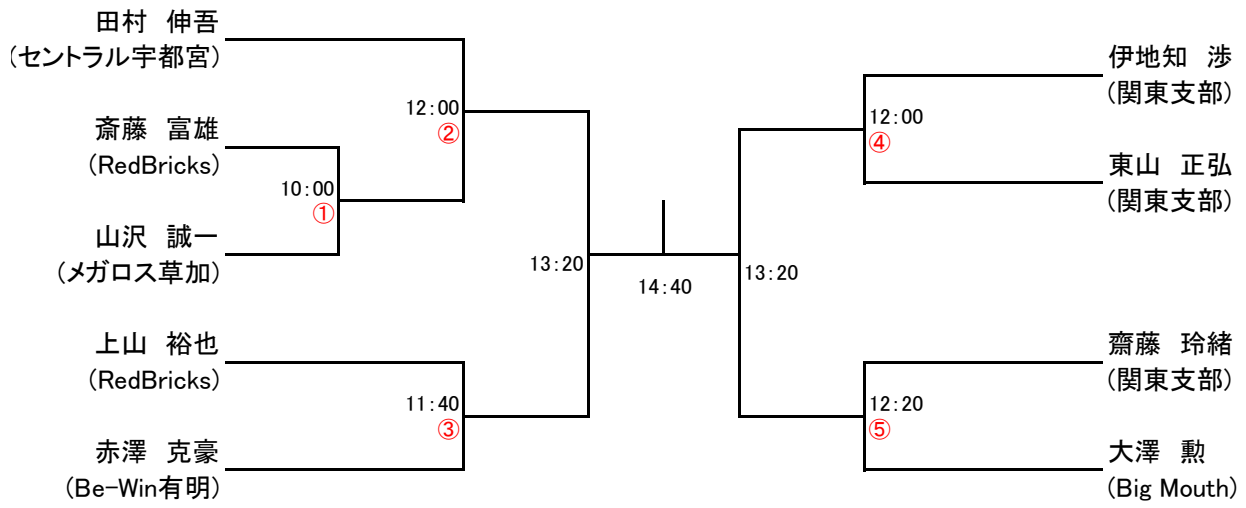 田村　伸吾
(セントラル宇都宮)
斎藤　富雄
(RedBricks)
山沢　誠一
(メガロス草加)
上山　裕也
(RedBricks)
赤澤　克豪
(Be-Win有明)
12:00
②
10:00
①
11:40
③
13:20
14:40
13:20
12:00
④
12:20
⑤
伊地知　渉
(関東支部)
東山　正弘
(関東支部)
齋藤　玲緒
(関東支部)
大澤　勲
(Big Mouth)